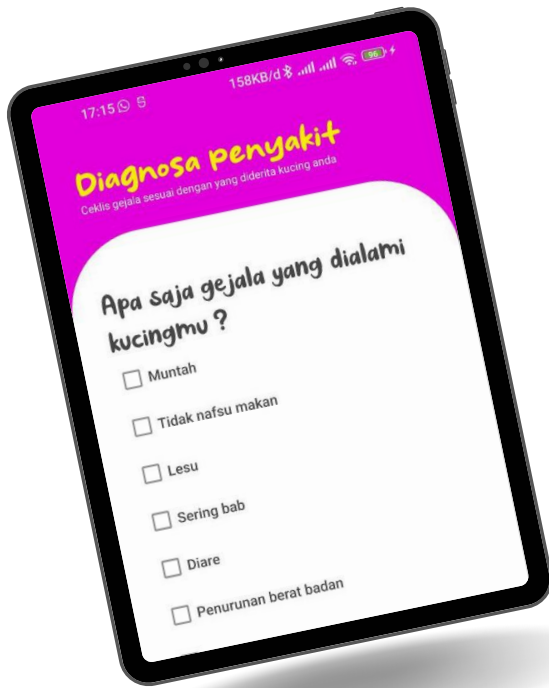 17:15
158KB/d
96
Diagnosa penyakit
Ceklis gejala sesuai dengan yang diderita kucing anda
Apa saja gejala yang dialami
kucingmu ?
Muntah
Tidak nafsu makan
Lesu
Sering bab
Diare
Penurunan berat badan